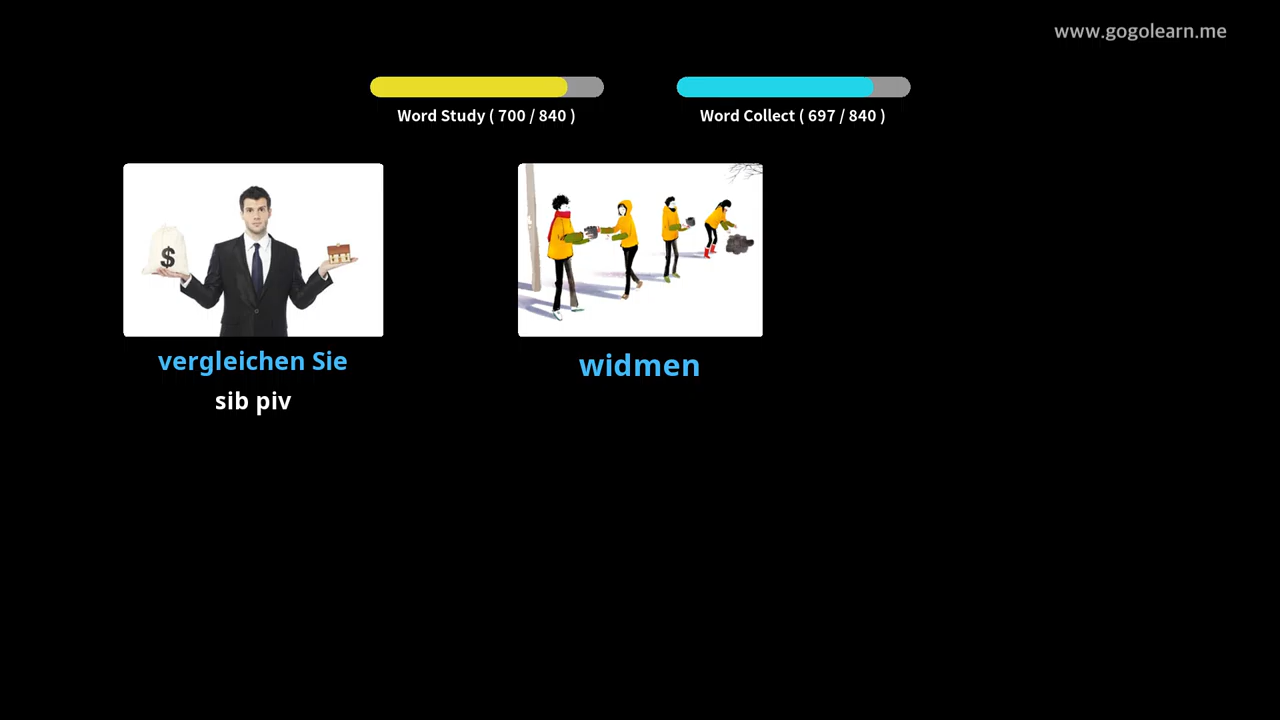 www.gogolearn.me
Word Study ( 700 / 840 )
Word Collect ( 697 / 840 )
$
vergleichen Sie
sib piv
widmen